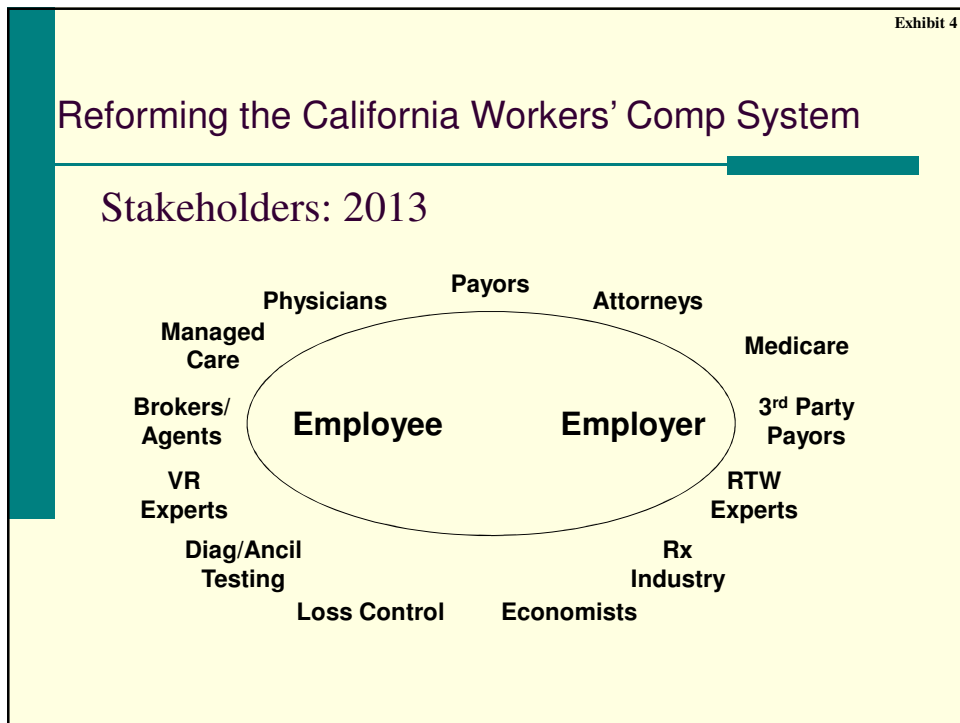 Exhibit 4
Reforming the California Workers’ Comp System
Stakeholders: 2013
Payors
Physicians
Attorneys
Managed
Care
Medicare
Brokers/
Agents
Employee
Employer
3rd Party
Payors
VR
Experts
RTW
Experts
Diag/Ancil
Testing
Rx
Industry
Loss Control
Economists